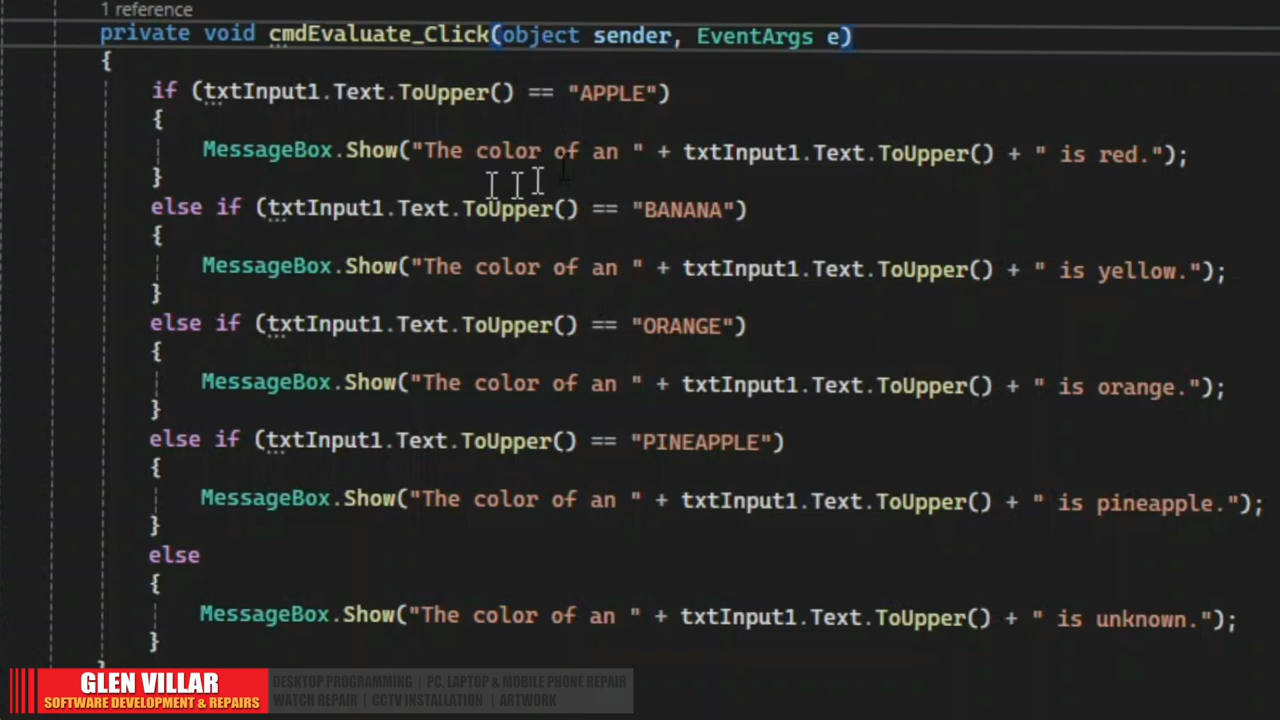 1 reference
private void cmdEvaluate_Click(object sender, EventArgs e)
{
if (txtInput1.Text.ToUpper() == "APPLE")
{
MessageBox.Show("The color of an " + txtInput1.Text.ToUpper() + " is red.");
}
else if (txtInput1.Text.ToUpper() == "BANANA")
{
MessageBox.Show("The color of an " + txtInput1.Text.ToUpper() + " is yellow.");
}
else if (txtInput1.Text.ToUpper() == "ORANGE")
{
MessageBox.Show("The color of an " + txtInput1.Text.ToUpper() + " is orange.");
}
else if (txtInput1.Text.ToUpper() == "PINEAPPLE")
{
MessageBox.Show("The color of an " + txtInput1.Text.ToUpper() + " is pineapple.");
}
else
{
MessageBox.Show("The color of an " + txtInput1.Text.ToUpper() + " is unknown.");
}
GLEN VILLAR
SOFTWARE DEVELOPMENT & REPAIRS
DESKTOP PROGRAMMING | PC, LAPTOP & MOBILE PHONE REPAIR
WATCH REPAIR | CCTV INSTALLATION | ARTWORK